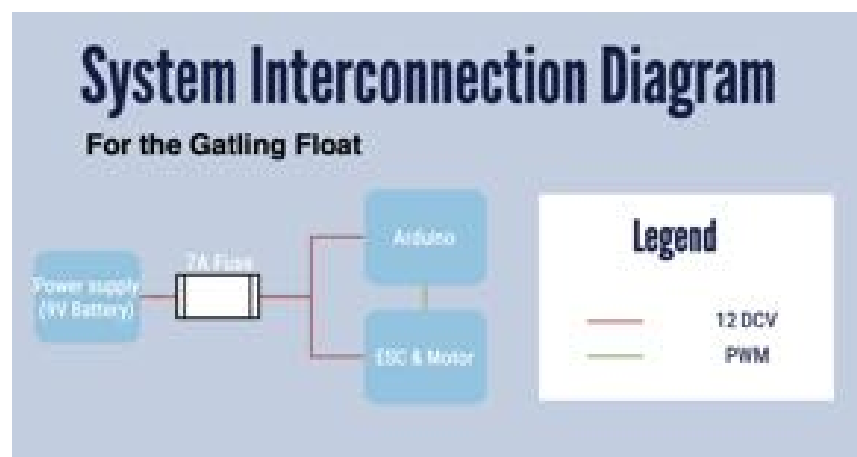 System Interconnection Diagram
For the Gatling Float
7A Fuse
Arduino
Power supply
(9V Battery)
ESC & Motor
Legend
12 DCV
PWM